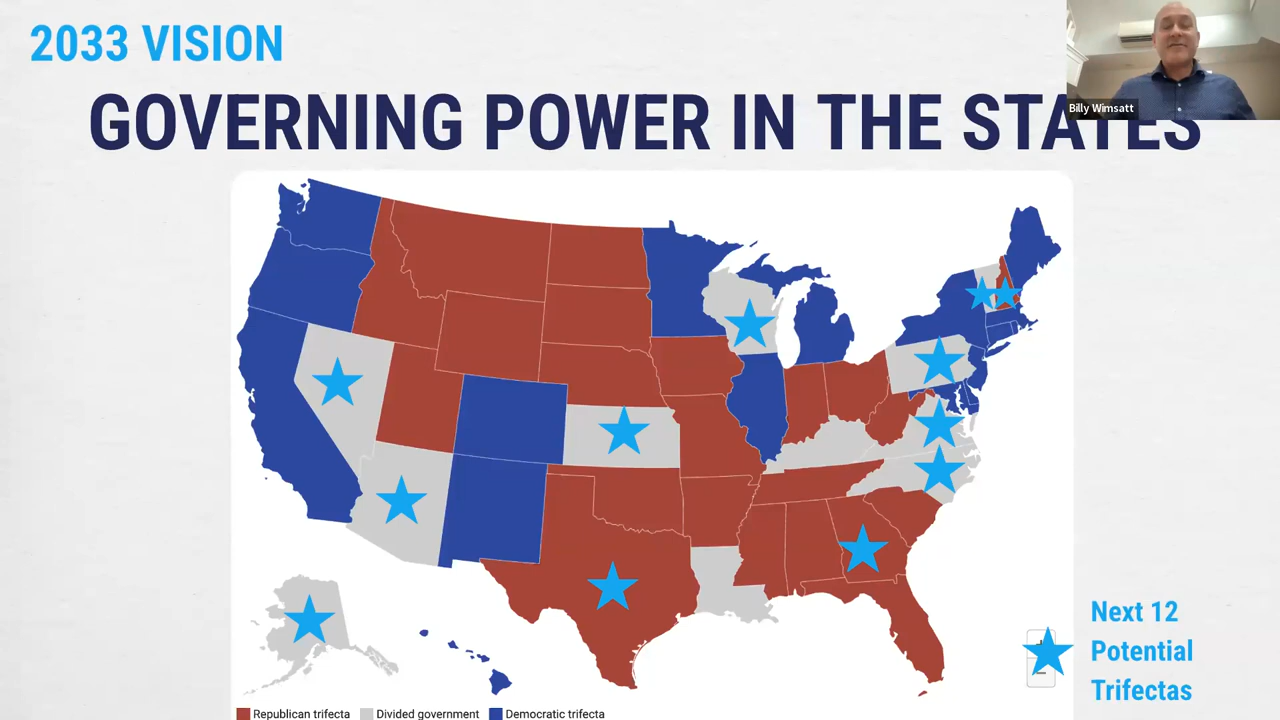 2033 VISION
GOVERNING POWER IN THE STATES
Billy Wimsatt
Next 12
Potential
Trifectas
Republican trifecta
Divided government
Democratic trifecta